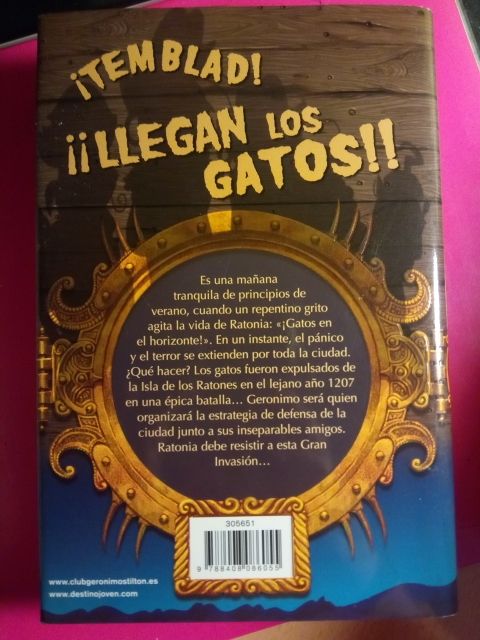 ¡TEMBLAD!
¡¡LLEGAN LOS
GATOS!!
Es una mañana
tranquila de principios de
verano, cuando un repentino grito
agita la vida de Ratonia: «¡Gatos en
el horizonte!». En un instante, el pánico
y el terror se extienden por toda la ciudad.
¿Qué hacer? Los gatos fueron expulsados de
la Isla de los Ratones en el lejano año 1207
en una épica batalla... Geronimo será quien
organizará la estrategia de defensa de la
ciudad junto a sus inseparables amigos.
Ratonia debe resistir a esta Gran
Invasión...
305651
9 788408 086055
www.clubgeronimostilton.es
www.destinojoven.com